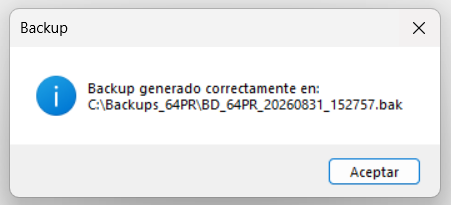 Backup
Backup generado correctamente en:
C:\Backups_64PR\BD_64PR_20260831_152757.bak
Aceptar